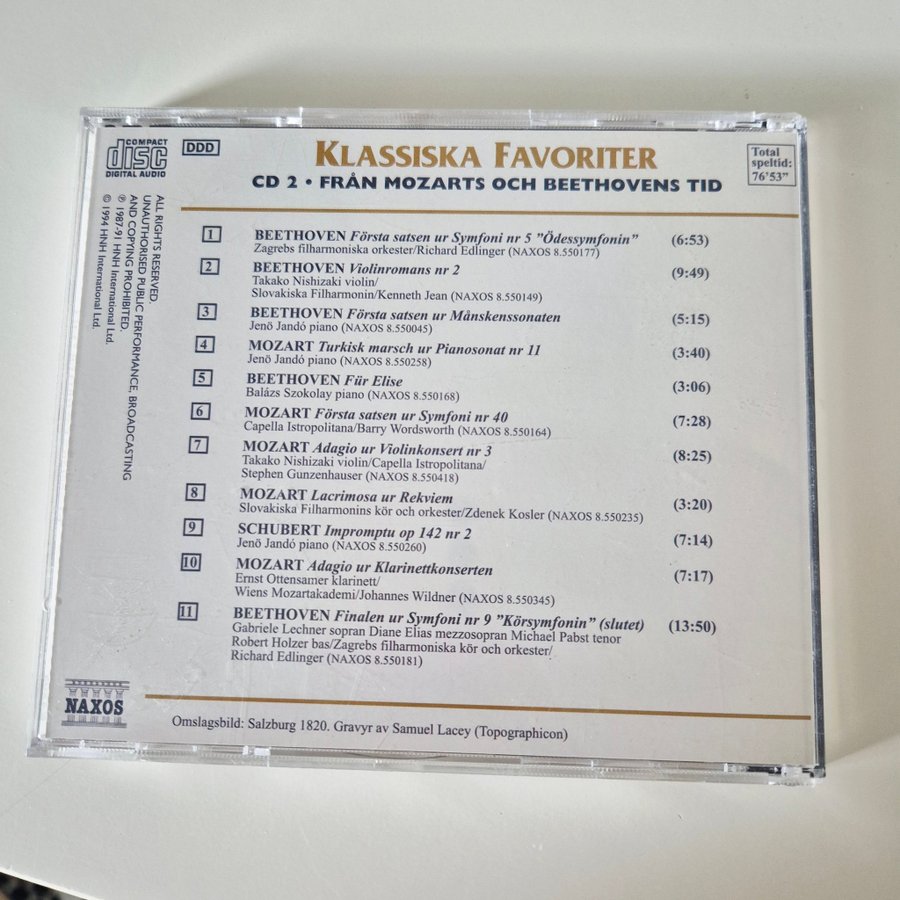 COMPACT
disc
DIGITAL AUDIO
DDD
KLASSISKA FAVORITER
CD 2 • FRÅN MOZARTS OCH BEETHOVENS TID
Total
speltid:
76'53"
1 BEETHOVEN Första satsen ur Symfoni nr 5 "Ödessymfonin" (6:53)
Zagrebs filharmoniska orkester/Richard Edlinger (NAXOS 8.550177)
2 BEETHOVEN Violinromans nr 2 (9:49)
Takako Nishizaki violin/
Slovakiska Filharmonin/Kenneth Jean (NAXOS 8.550149)
3 BEETHOVEN Första satsen ur Månskenssonaten (5:15)
Jenö Jandó piano (NAXOS 8.550045)
4 MOZART Turkisk marsch ur Pianosonat nr 11 (3:40)
Jenö Jandó piano (NAXOS 8.550258)
5 BEETHOVEN Für Elise (3:06)
Balázs Szokolay piano (NAXOS 8.550168)
6 MOZART Första satsen ur Symfoni nr 40 (7:28)
Capella Istropolitana/Barry Wordsworth (NAXOS 8.550164)
7 MOZART Adagio ur Violinkonsert nr 3 (8:25)
Takako Nishizaki violin/Capella Istropolitana/
Stephen Gunzenhauser (NAXOS 8.550418)
8 MOZART Lacrimosa ur Rekviem (3:20)
Slovakiska Filharmonins kör och orkester/Zdenek Kosler (NAXOS 8.550235)
9 SCHUBERT Impromptu op 142 nr 2 (7:14)
Jenö Jandó piano (NAXOS 8.550260)
10 MOZART Adagio ur Klarinettkonserten (7:17)
Ernst Ottensamer klarinett/
Wiens Mozartakademi/Johannes Wildner (NAXOS 8.550345)
11 BEETHOVEN Finalen ur Symfoni nr 9 "Körsymfonin" (slutet) (13:50)
Gabriele Lechner sopran Diane Elias mezzosopran Michael Pabst tenor
Robert Holzer bas/Zagrebs filharmoniska kör och orkester/
Richard Edlinger (NAXOS 8.550181)
ALL RIGHTS RESERVED.
UNAUTHORISED PUBLIC PERFORMANCE, BROADCASTING
AND COPYING PROHIBITED.
℗ 1987-91 HNH International Ltd.
© 1994 HNH International Ltd.
NAXOS
Omslagsbild: Salzburg 1820. Gravyr av Samuel Lacey (Topographicon)